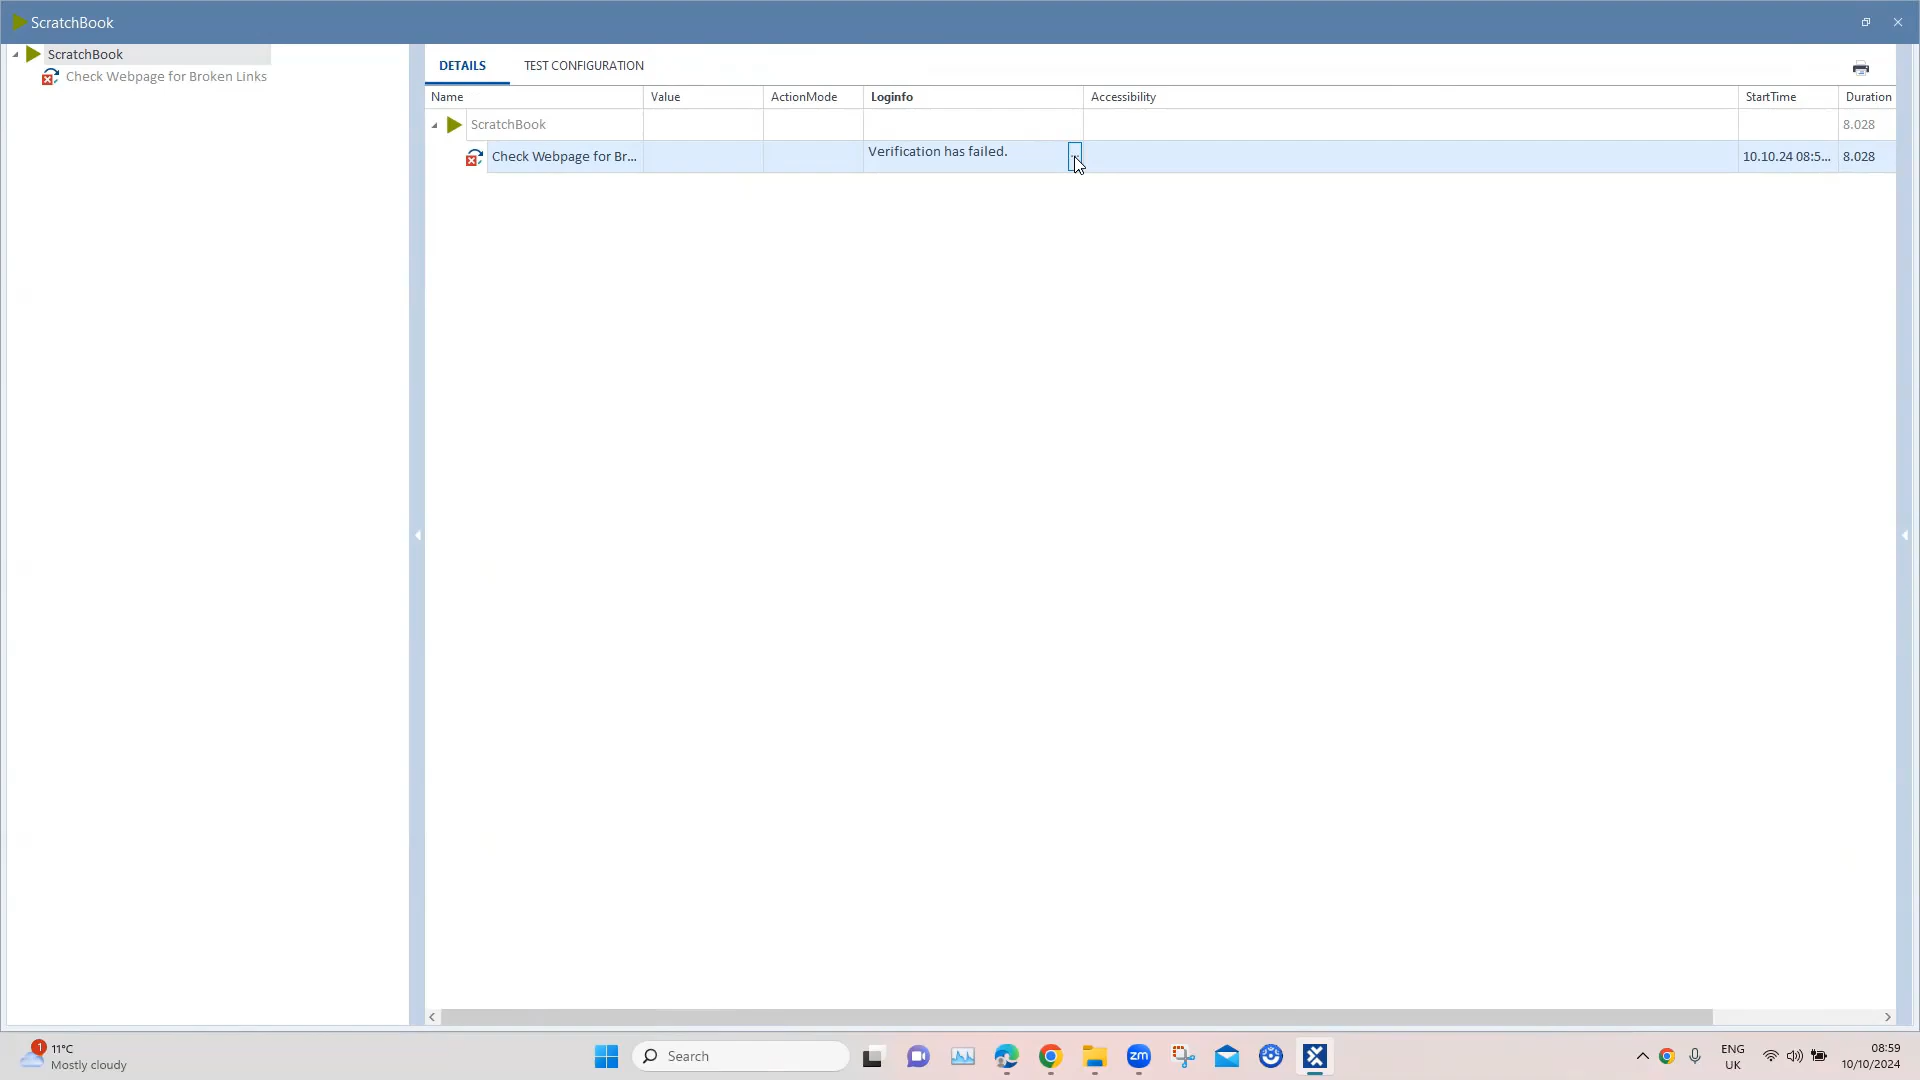 ScratchBook
ScratchBook
Check Webpage for Broken Links
DETAILS
TEST CONFIGURATION
Name
Value
ActionMode
Loginfo
Accessibility
StartTime
Duration
ScratchBook
8.028
Check Webpage for Br...
Verification has failed.
10.10.24 08:5...
8.028
1
11°C
Mostly cloudy
Search
zm
ENG
UK
08:59
10/10/2024